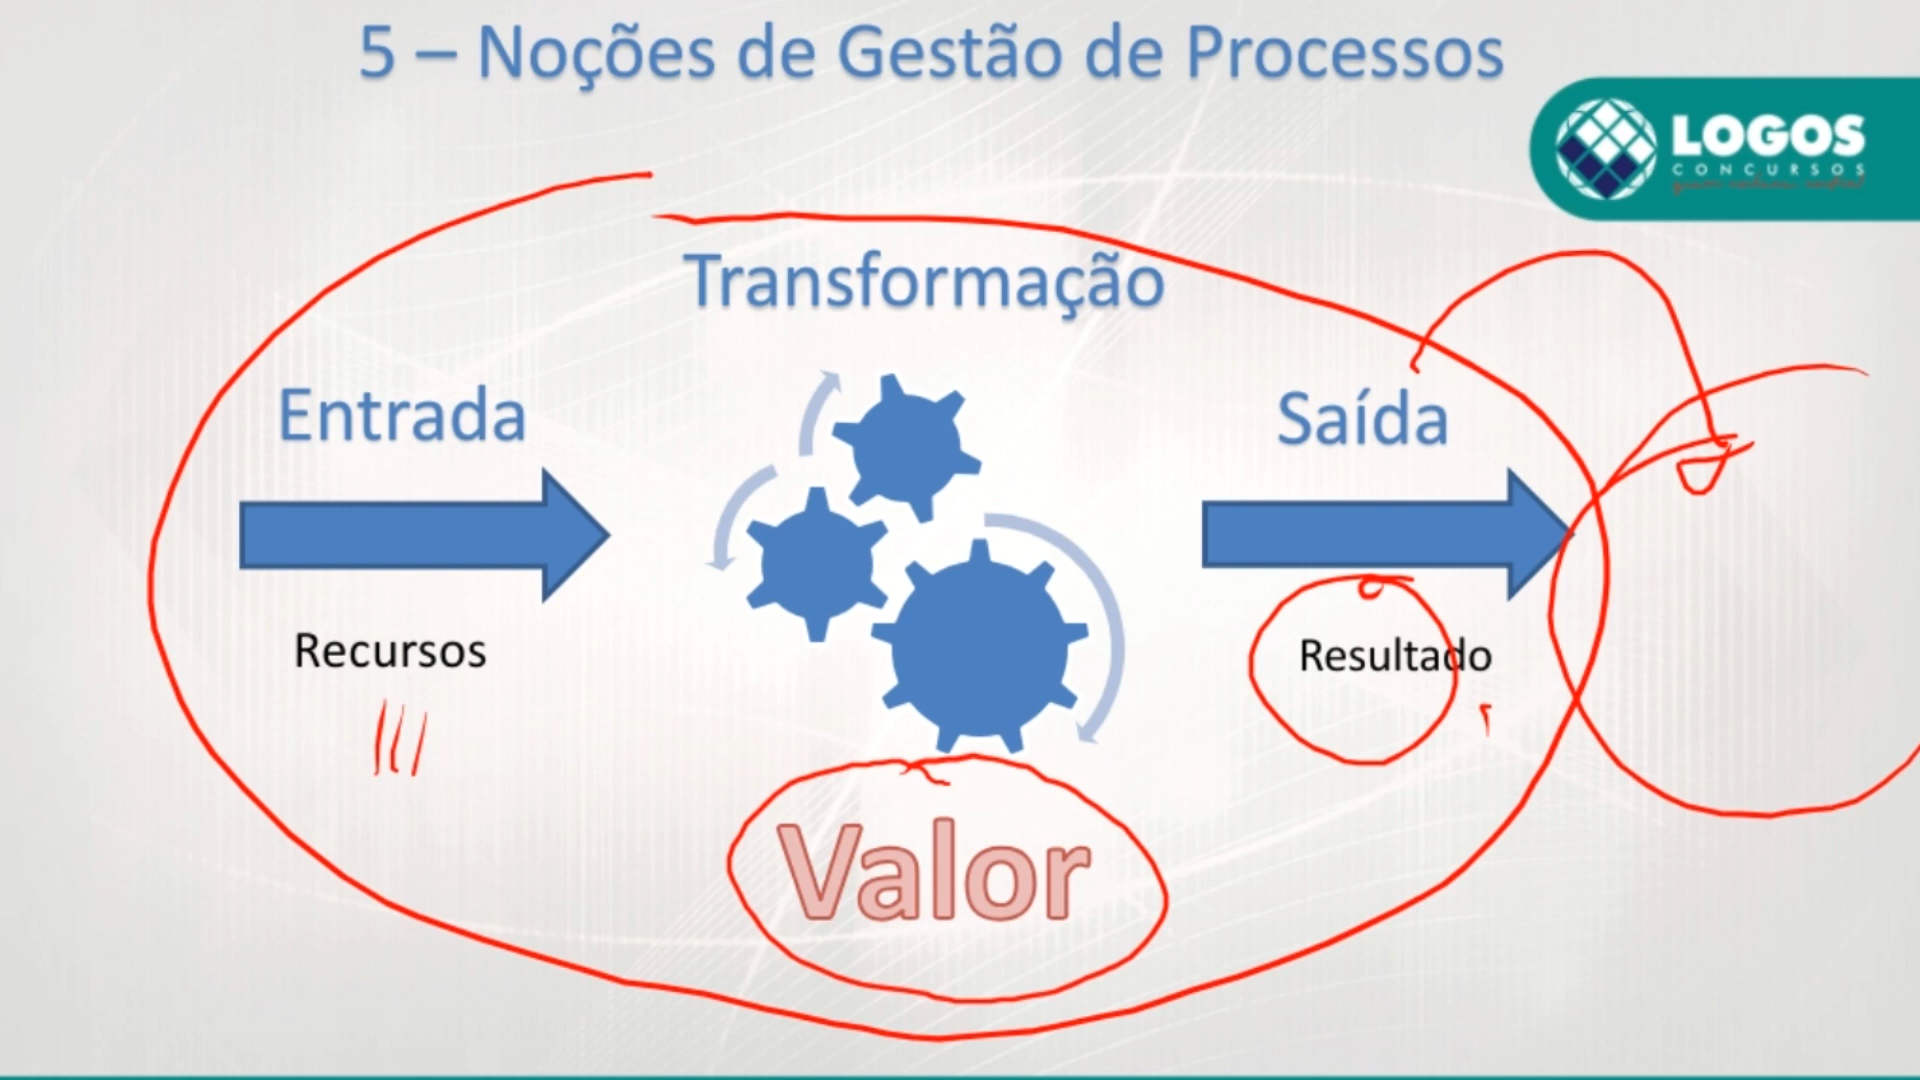 5 – Noções de Gestão de Processos
LOGOS
CONCURSOS
Transformação
Entrada
Saída
Recursos
Resultado
Valor